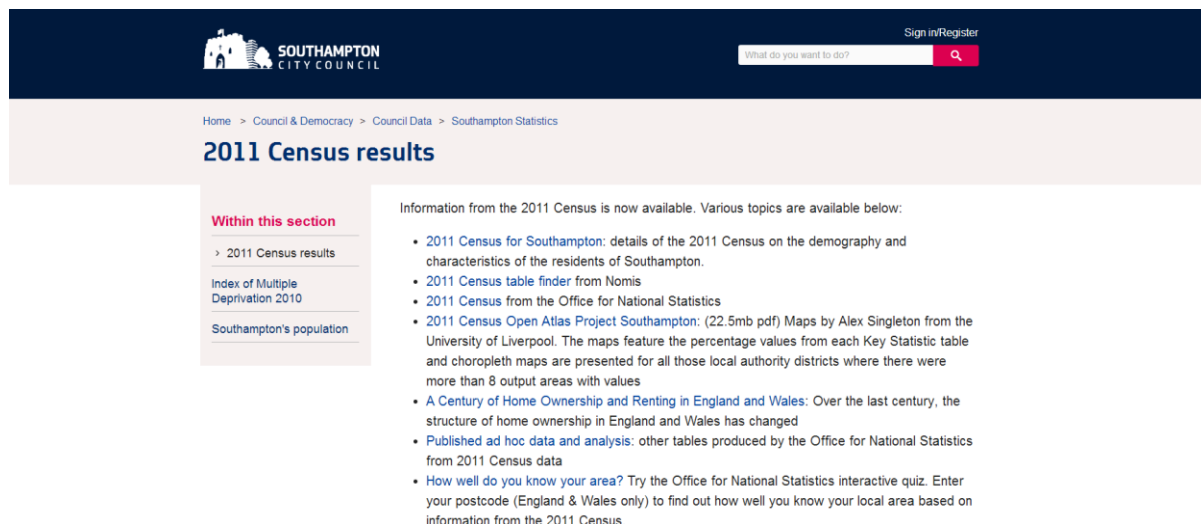 Sign in/Register
SOUTHAMPTON
CITY COUNCIL
What do you want to do?
Home > Council & Democracy > Council Data > Southampton Statistics
2011 Census results
Within this section
› 2011 Census results
Index of Multiple
Deprivation 2010
Southampton's population
Information from the 2011 Census is now available. Various topics are available below:
• 2011 Census for Southampton: details of the 2011 Census on the demography and
characteristics of the residents of Southampton.
• 2011 Census table finder from Nomis
• 2011 Census from the Office for National Statistics
• 2011 Census Open Atlas Project Southampton: (22.5mb pdf) Maps by Alex Singleton from the
University of Liverpool. The maps feature the percentage values from each Key Statistic table
and choropleth maps are presented for all those local authority districts where there were
more than 8 output areas with values
• A Century of Home Ownership and Renting in England and Wales: Over the last century, the
structure of home ownership in England and Wales has changed
• Published ad hoc data and analysis: other tables produced by the Office for National Statistics
from 2011 Census data
• How well do you know your area? Try the Office for National Statistics interactive quiz. Enter
your postcode (England & Wales only) to find out how well you know your local area based on
information from the 2011 Census